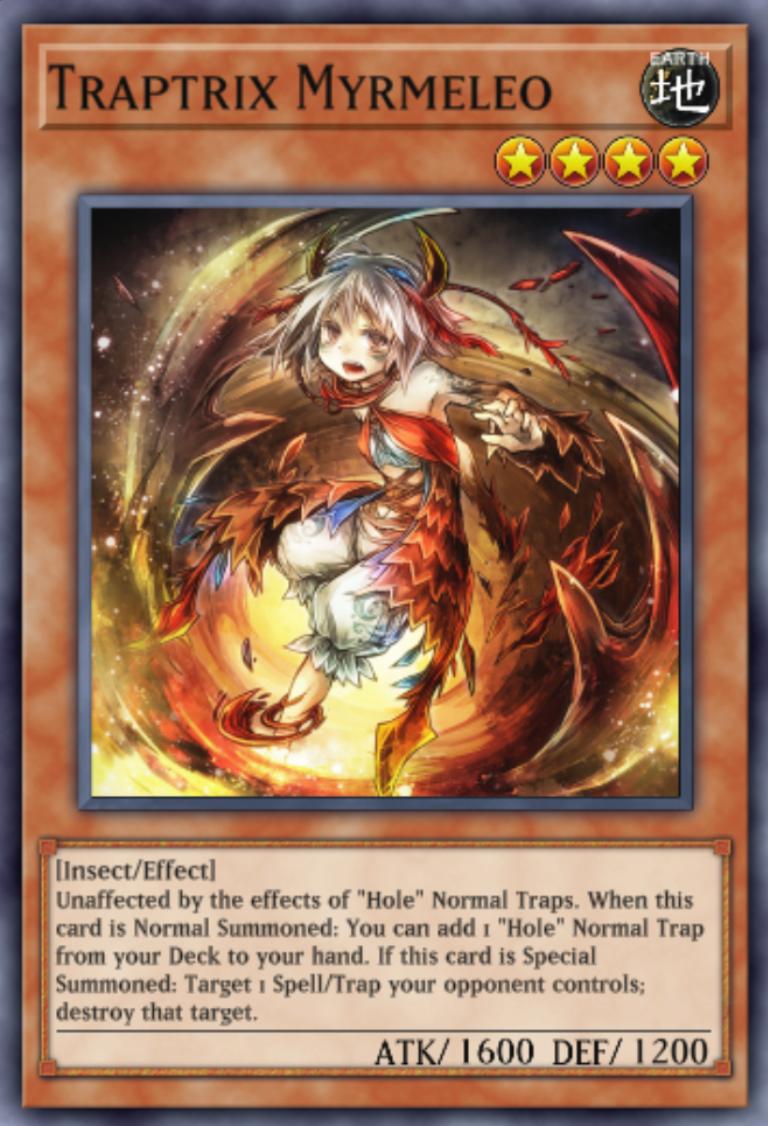 Traptrix Myrmeleo
EARTH
地
[Insect/Effect]
Unaffected by the effects of "Hole" Normal Traps. When this
card is Normal Summoned: You can add 1 "Hole" Normal Trap
from your Deck to your hand. If this card is Special
Summoned: Target 1 Spell/Trap your opponent controls;
destroy that target.
ATK/ 1600 DEF/ 1200